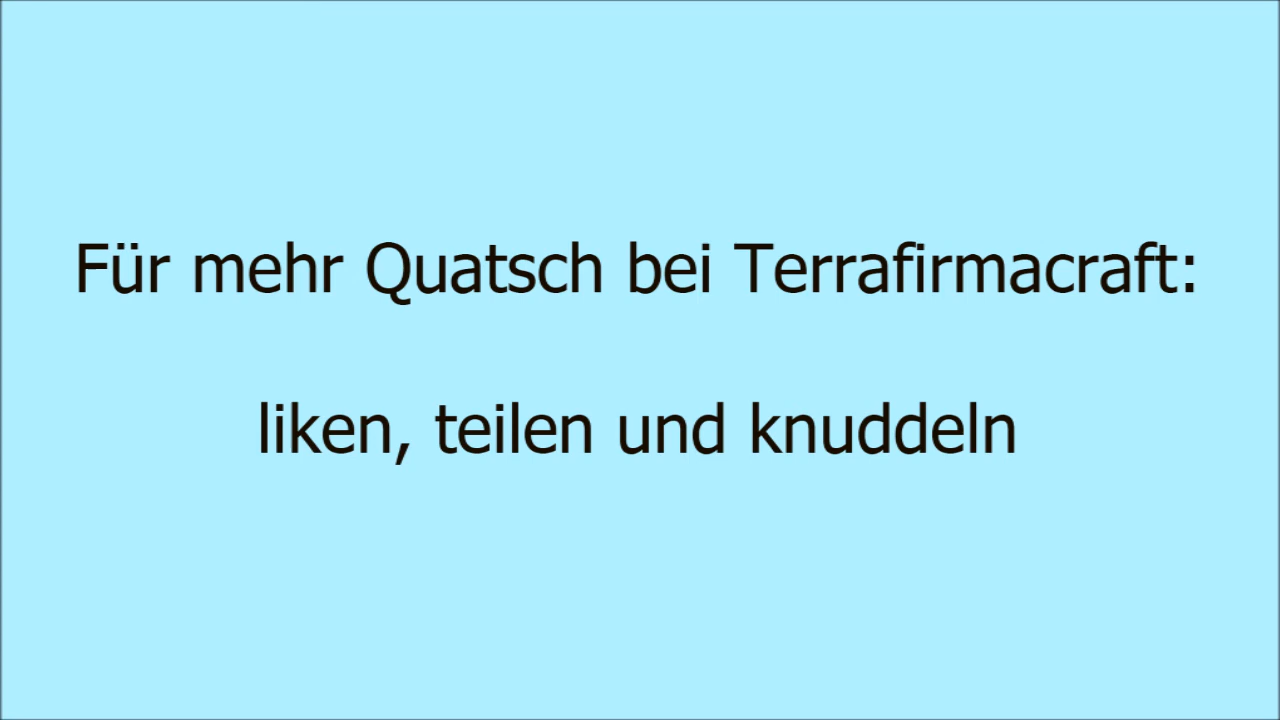 Für mehr Quatsch bei Terrafirmacraft:
liken, teilen und knuddeln